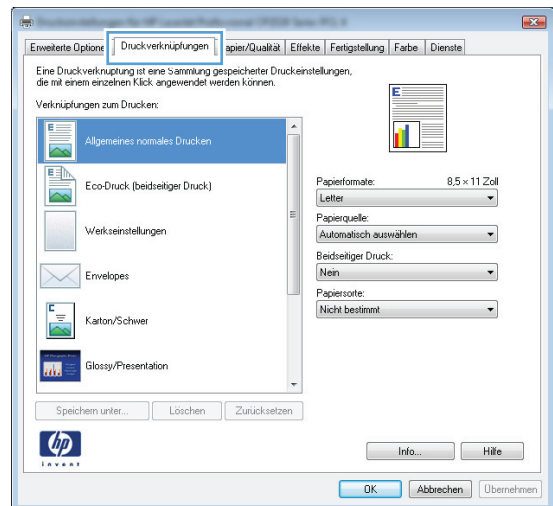 Erweiterte Optione Druckverknüpfungen apier/Qualität Effekte Fertigstellung Farbe Dienste
Eine Druckverknüpfung ist eine Sammlung gespeicherter Druckeinstellungen,
die mit einem einzelnen Klick angewendet werden können.
Verknüpfungen zum Drucken:
E
Allgemeines normales Drucken
E
Eco-Druck (beidseitiger Druck)
Werkseinstellungen
Envelopes
C
Karton/Schwer
Glossy/Presentation
Speichern unter... Löschen Zurücksetzen
E
Papierformate: 8,5 × 11 Zoll
Letter
Papierquelle:
Automatisch auswählen
Beidseitiger Druck:
Nein
Papiersorte:
Nicht bestimmt
hp
invent
Info... Hilfe
OK Abbrechen Übernehmen